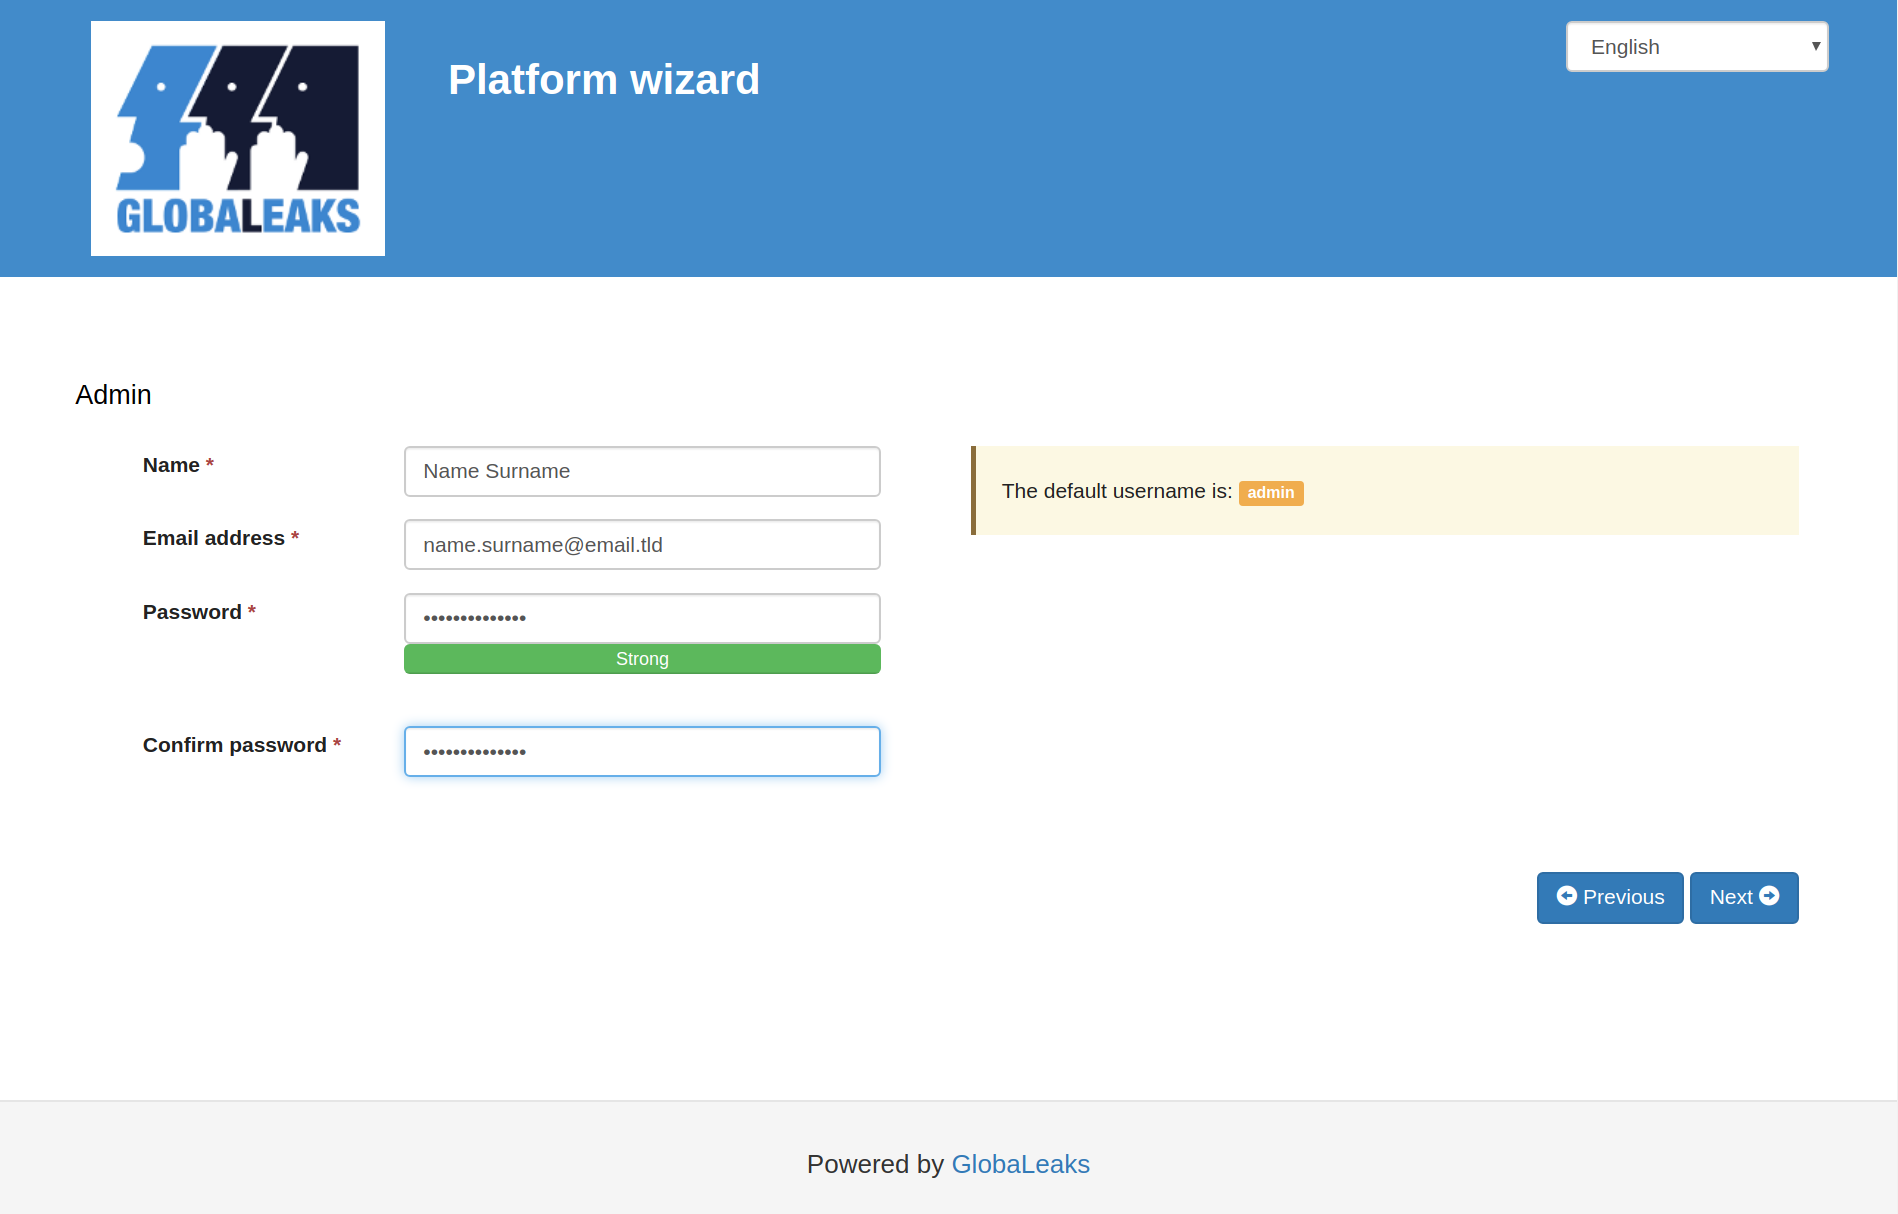 GLOBALEAKS
Platform wizard
English
Admin
Name *
Name Surname
The default username is: admin
Email address *
name.surname@email.tld
Password *
••••••••••••••
Strong
Confirm password *
••••••••••••••
Previous
Next
Powered by GlobaLeaks